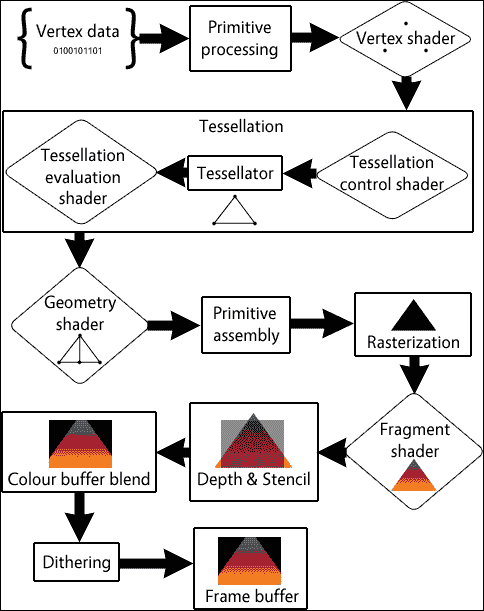 Vertex data
0100101101
Primitive
processing
Vertex shader
Tessellation
Tessellation
control shader
Tessellator
Tessellation
evaluation
shader
Geometry
shader
Primitive
assembly
Rasterization
Fragment
shader
Depth & Stencil
Colour buffer blend
Dithering
Frame buffer